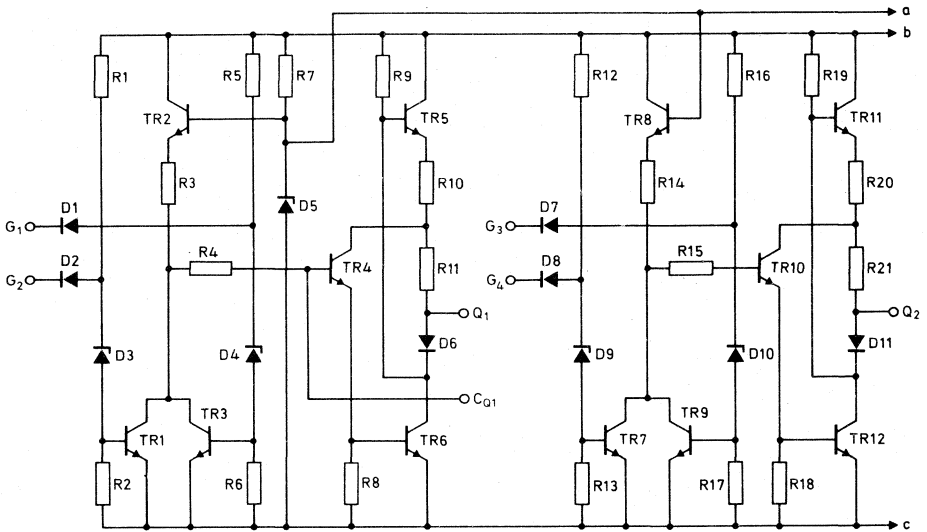 a
b
R1 R5 R7 R9 R12 R16 R19
TR2 TR5 TR8 TR11
R3 R10 R14 R20
D1 D5 D7
G1 G3
R4 R15
D2 TR4 R11 D8 TR10 R21
G2 G4
Q1 Q2
D3 D4 D6 D9 D10 D11
CQ1
TR3 TR9
TR1 TR6 TR7 TR12
R2 R6 R8 R13 R17 R18
c